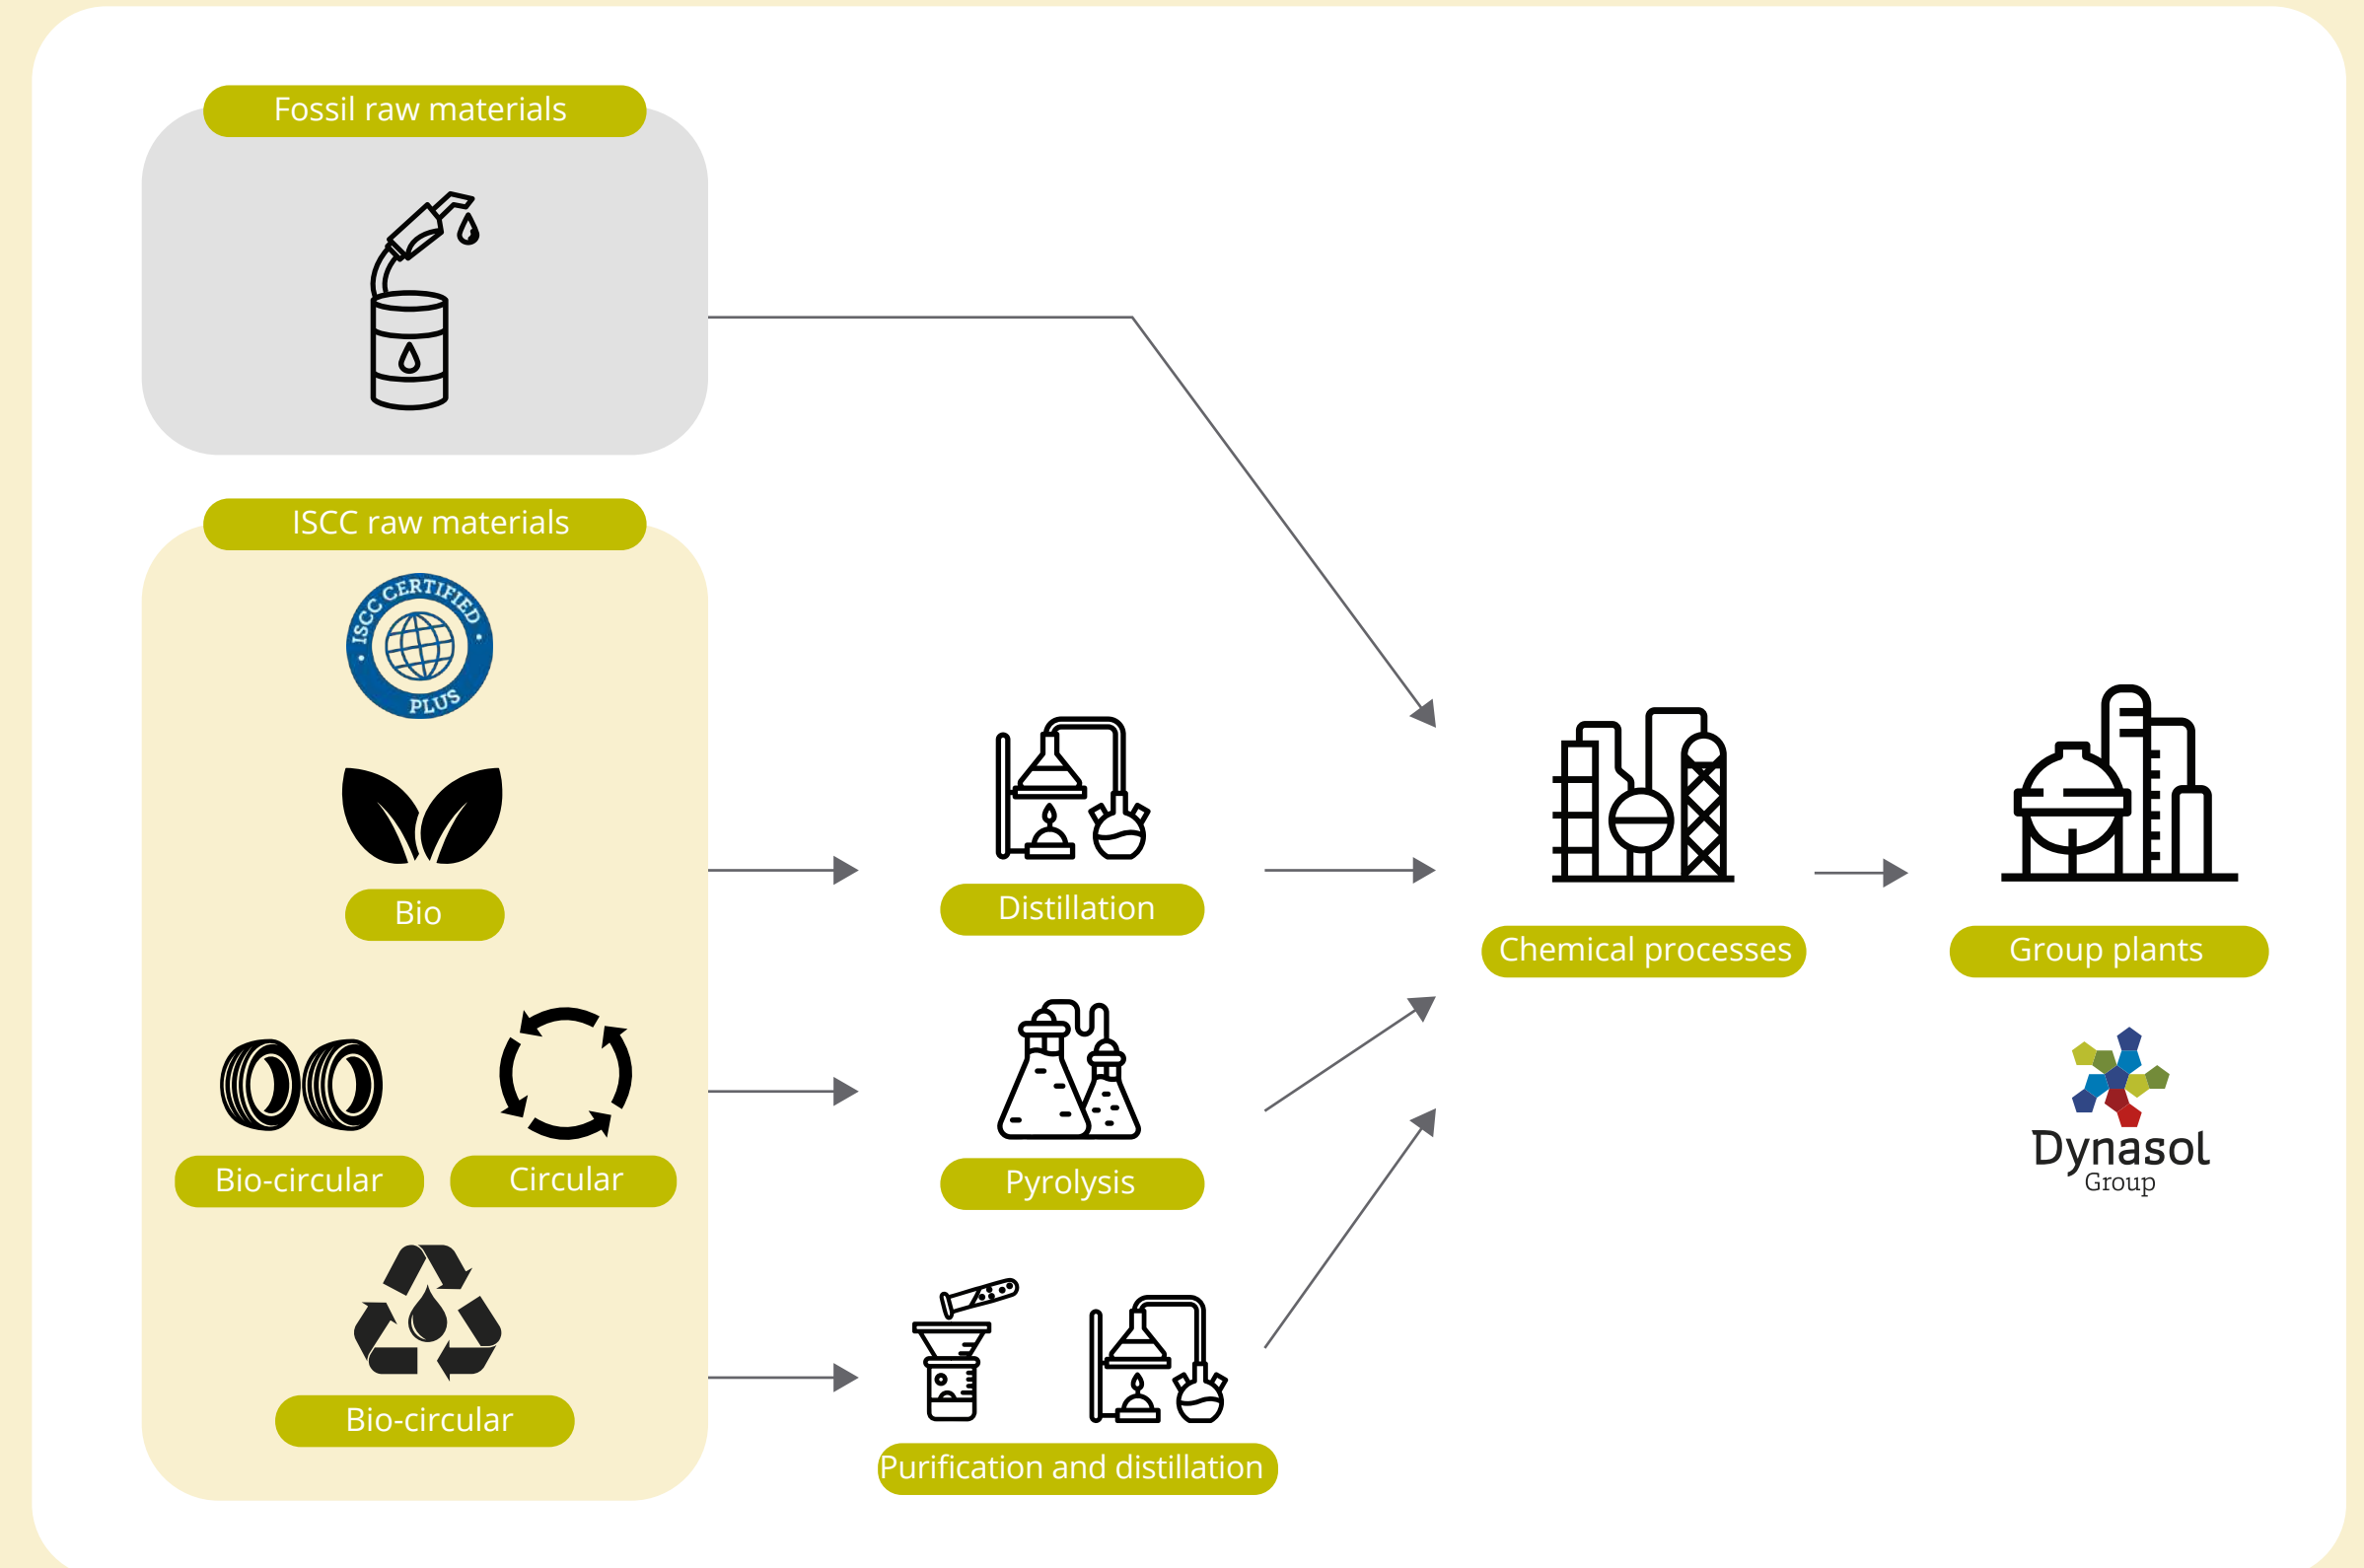 Fossil raw materials
ISCC raw materials
ISCC CERTIFIED
PLUS
Bio
Distillation
Chemical processes
Group plants
Bio-circular
Circular
Pyrolysis
Dynasol
Group
Bio-circular
Purification and distillation